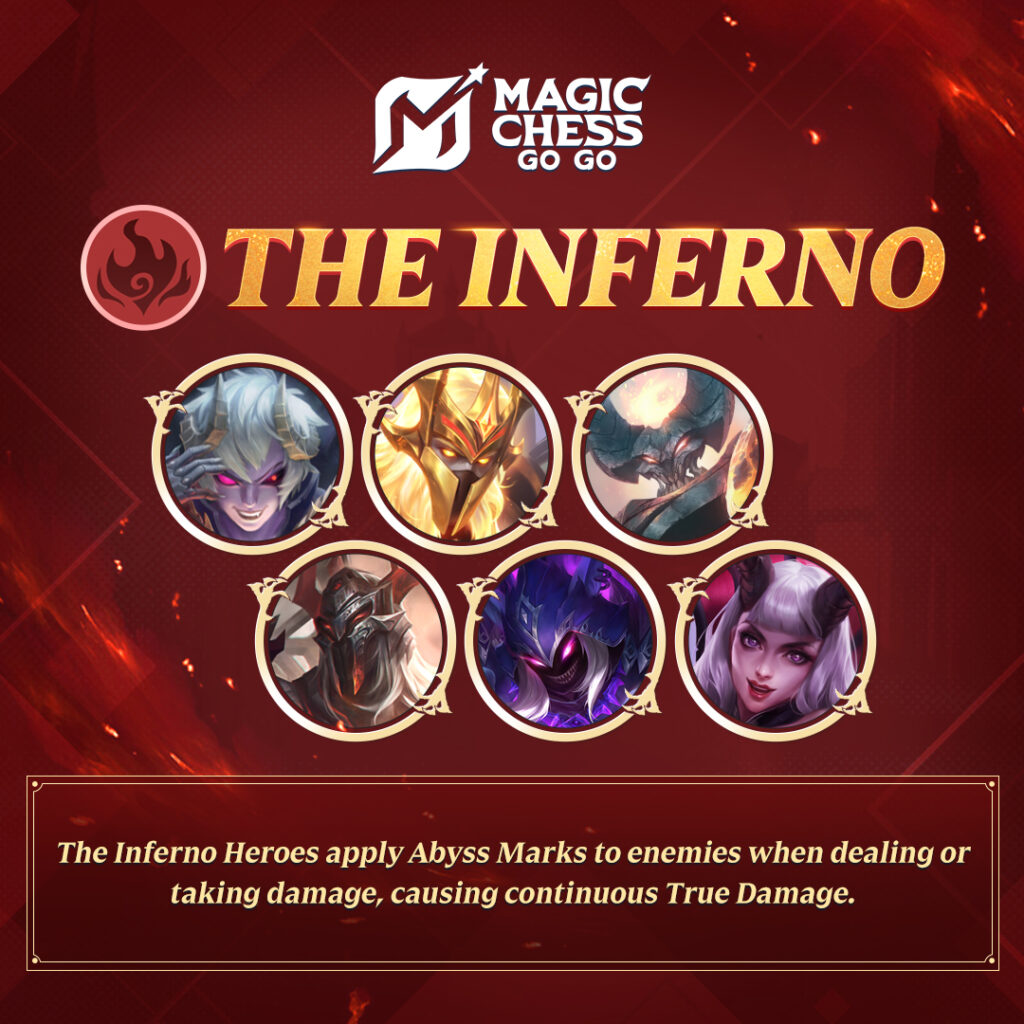 MAGIC
CHESS
GO GO
THE INFERNO
The Inferno Heroes apply Abyss Marks to enemies when dealing or
taking damage, causing continuous True Damage.